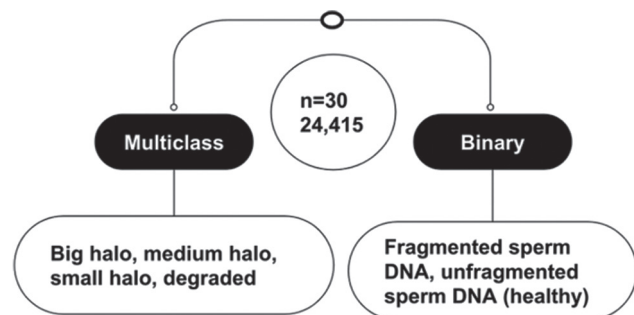 n=30
24,415
Multiclass
Binary
Big halo, medium halo,
small halo, degraded
Fragmented sperm
DNA, unfragmented
sperm DNA (healthy)